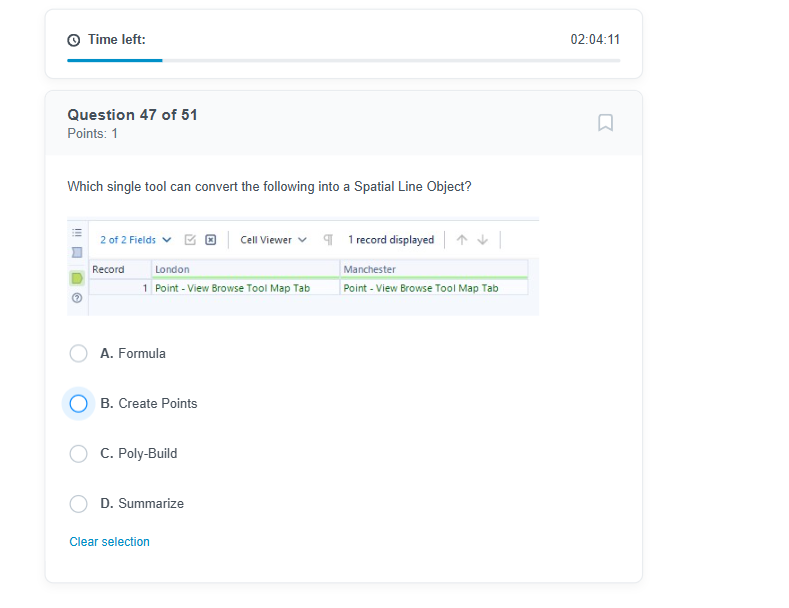 Time left: 02:04:11
Question 47 of 51
Points: 1
Which single tool can convert the following into a Spatial Line Object?
2 of 2 Fields Cell Viewer 1 record displayed
Record London Manchester
1 Point - View Browse Tool Map Tab Point - View Browse Tool Map Tab
A. Formula
B. Create Points
C. Poly-Build
D. Summarize
Clear selection